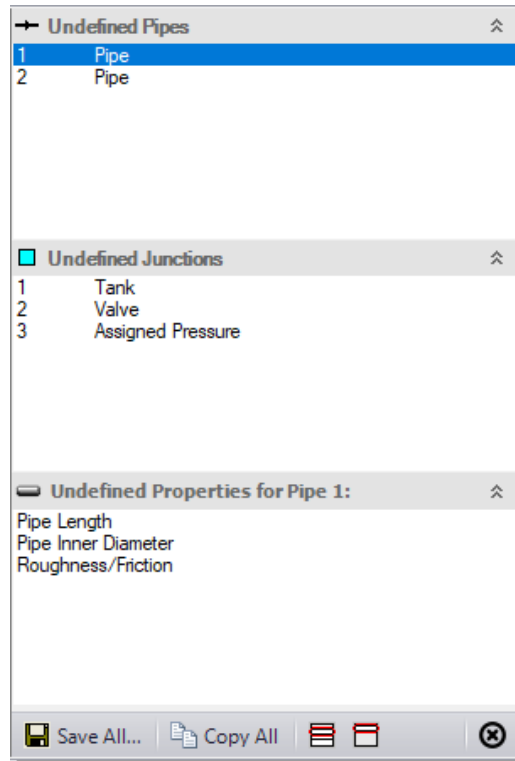 Undefined Pipes
1 Pipe
2 Pipe
Undefined Junctions
1 Tank
2 Valve
3 Assigned Pressure
Undefined Properties for Pipe 1:
Pipe Length
Pipe Inner Diameter
Roughness/Friction
Save All... Copy All